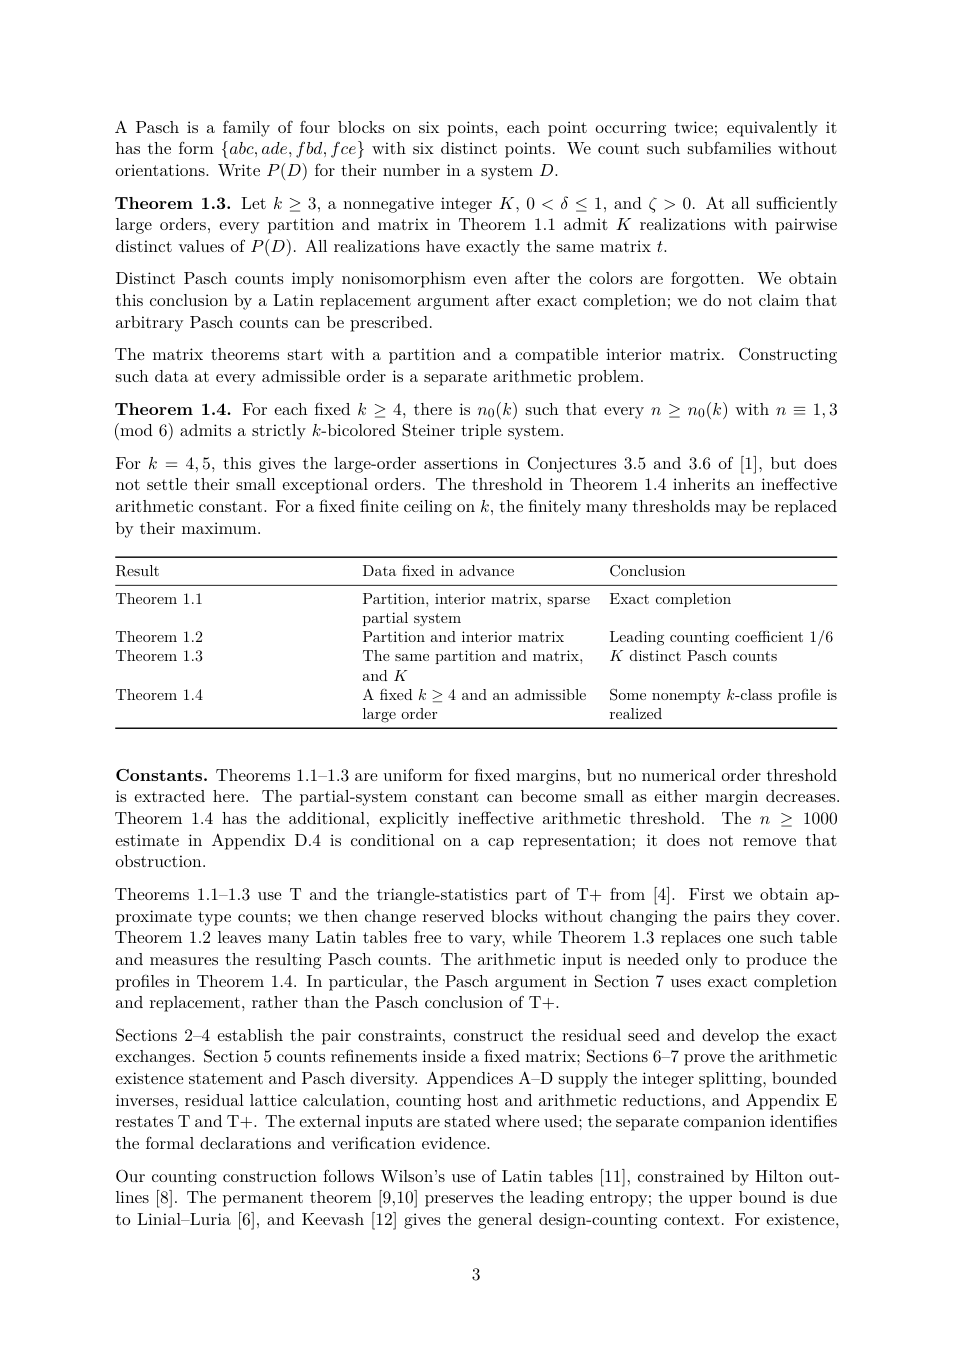 A Pasch is a family of four blocks on six points, each point occurring twice; equivalently it
has the form {abc, ade, fbd, fce} with six distinct points. We count such subfamilies without
orientations. Write P(D) for their number in a system D.
Theorem 1.3. Let k ≥ 3, a nonnegative integer K, 0 < δ ≤ 1, and ζ > 0. At all sufficiently
large orders, every partition and matrix in Theorem 1.1 admit K realizations with pairwise
distinct values of P(D). All realizations have exactly the same matrix t.
Distinct Pasch counts imply nonisomorphism even after the colors are forgotten. We obtain
this conclusion by a Latin replacement argument after exact completion; we do not claim that
arbitrary Pasch counts can be prescribed.
The matrix theorems start with a partition and a compatible interior matrix. Constructing
such data at every admissible order is a separate arithmetic problem.
Theorem 1.4. For each fixed k ≥ 4, there is n₀(k) such that every n ≥ n₀(k) with n ≡ 1, 3
(mod 6) admits a strictly k-bicolored Steiner triple system.
For k = 4, 5, this gives the large-order assertions in Conjectures 3.5 and 3.6 of [1], but does
not settle their small exceptional orders. The threshold in Theorem 1.4 inherits an ineffective
arithmetic constant. For a fixed finite ceiling on k, the finitely many thresholds may be replaced
by their maximum.
Result Data fixed in advance Conclusion
Theorem 1.1 Partition, interior matrix, sparse Exact completion
partial system
Theorem 1.2 Partition and interior matrix Leading counting coefficient 1/6
Theorem 1.3 The same partition and matrix, K distinct Pasch counts
and K
Theorem 1.4 A fixed k ≥ 4 and an admissible Some nonempty k-class profile is
large order realized
Constants. Theorems 1.1–1.3 are uniform for fixed margins, but no numerical order threshold
is extracted here. The partial-system constant can become small as either margin decreases.
Theorem 1.4 has the additional, explicitly ineffective arithmetic threshold. The n ≥ 1000
estimate in Appendix D.4 is conditional on a cap representation; it does not remove that
obstruction.
Theorems 1.1–1.3 use T and the triangle-statistics part of T+ from [4]. First we obtain ap-
proximate type counts; we then change reserved blocks without changing the pairs they cover.
Theorem 1.2 leaves many Latin tables free to vary, while Theorem 1.3 replaces one such table
and measures the resulting Pasch counts. The arithmetic input is needed only to produce the
profiles in Theorem 1.4. In particular, the Pasch argument in Section 7 uses exact completion
and replacement, rather than the Pasch conclusion of T+.
Sections 2–4 establish the pair constraints, construct the residual seed and develop the exact
exchanges. Section 5 counts refinements inside a fixed matrix; Sections 6–7 prove the arithmetic
existence statement and Pasch diversity. Appendices A–D supply the integer splitting, bounded
inverses, residual lattice calculation, counting host and arithmetic reductions, and Appendix E
restates T and T+. The external inputs are stated where used; the separate companion identifies
the formal declarations and verification evidence.
Our counting construction follows Wilson's use of Latin tables [11], constrained by Hilton out-
lines [8]. The permanent theorem [9,10] preserves the leading entropy; the upper bound is due
to Linial–Luria [6], and Keevash [12] gives the general design-counting context. For existence,
3